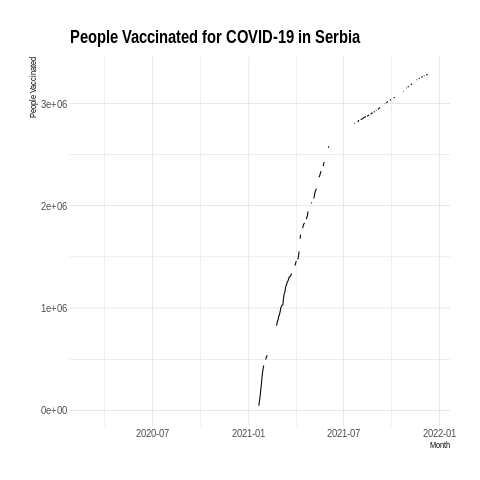 People Vaccinated for COVID-19 in Serbia
People Vaccinated
3e+06
2e+06
1e+06
0e+00
2020-07
2021-01
2021-07
2022-01
Month